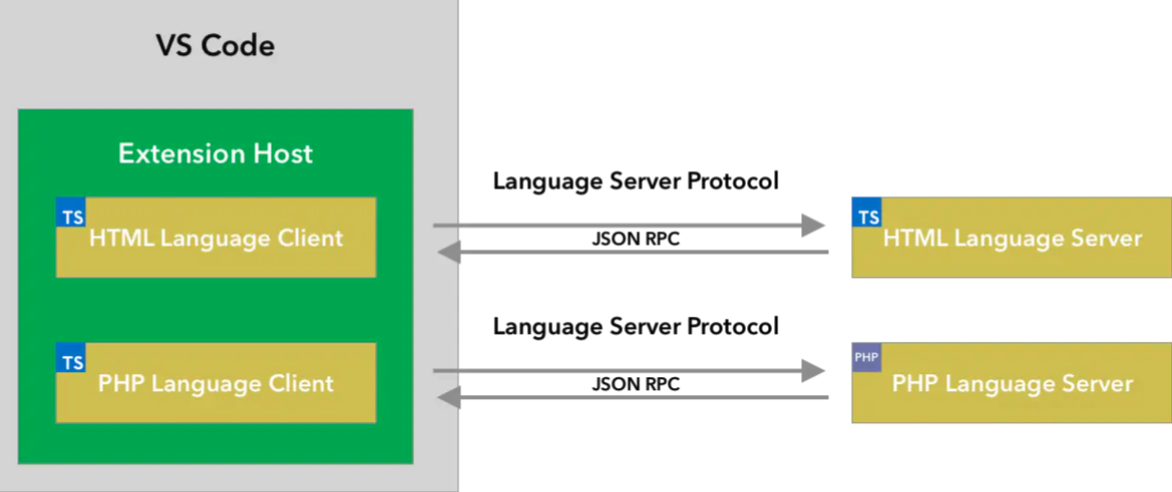 VS Code
Extension Host
Language Server Protocol
TS
HTML Language Client
JSON RPC
TS
HTML Language Server
Language Server Protocol
TS
PHP Language Client
JSON RPC
PHP
PHP Language Server